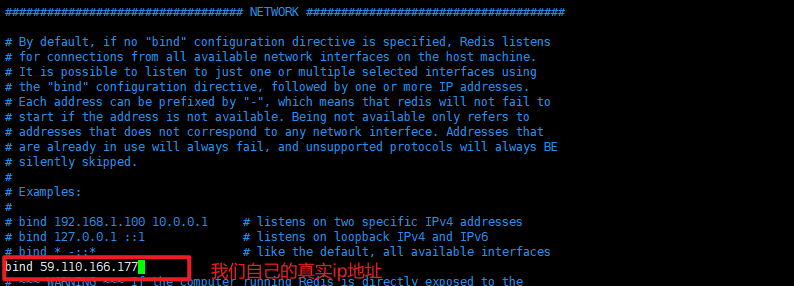 ################################## NETWORK #####################################

# By default, if no "bind" configuration directive is specified, Redis listens
# for connections from all available network interfaces on the host machine.
# It is possible to listen to just one or multiple selected interfaces using
# the "bind" configuration directive, followed by one or more IP addresses.
# Each address can be prefixed by "-", which means that redis will not fail to
# start if the address is not available. Being not available only refers to
# addresses that does not correspond to any network interfece. Addresses that
# are already in use will always fail, and unsupported protocols will always BE
# silently skipped.
#
# Examples:
#
# bind 192.168.1.100 10.0.0.1     # listens on two specific IPv4 addresses
# bind 127.0.0.1 ::1              # listens on loopback IPv4 and IPv6
# bind * -::*                     # like the default, all available interfaces
bind 59.110.166.177 我们自己的真实ip地址
# ~~~ WARNING ~~~ If the computer running Redis is directly exposed to the